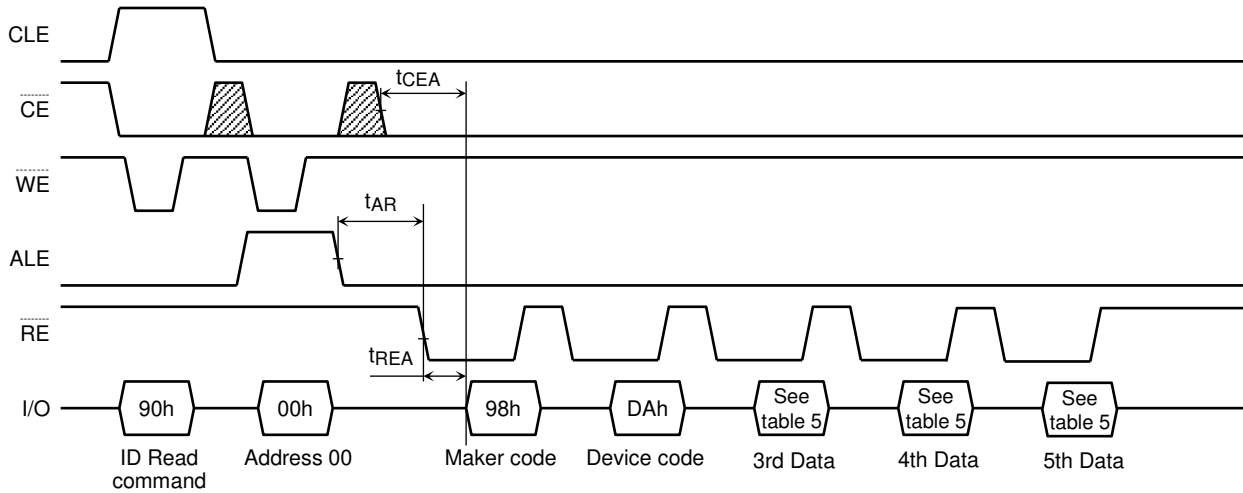 CLE
tCEA
CE
WE
tAR
ALE
RE
tREA
I/O 90h 00h 98h DAh See table 5 See table 5 See table 5
ID Read command Address 00 Maker code Device code 3rd Data 4th Data 5th Data